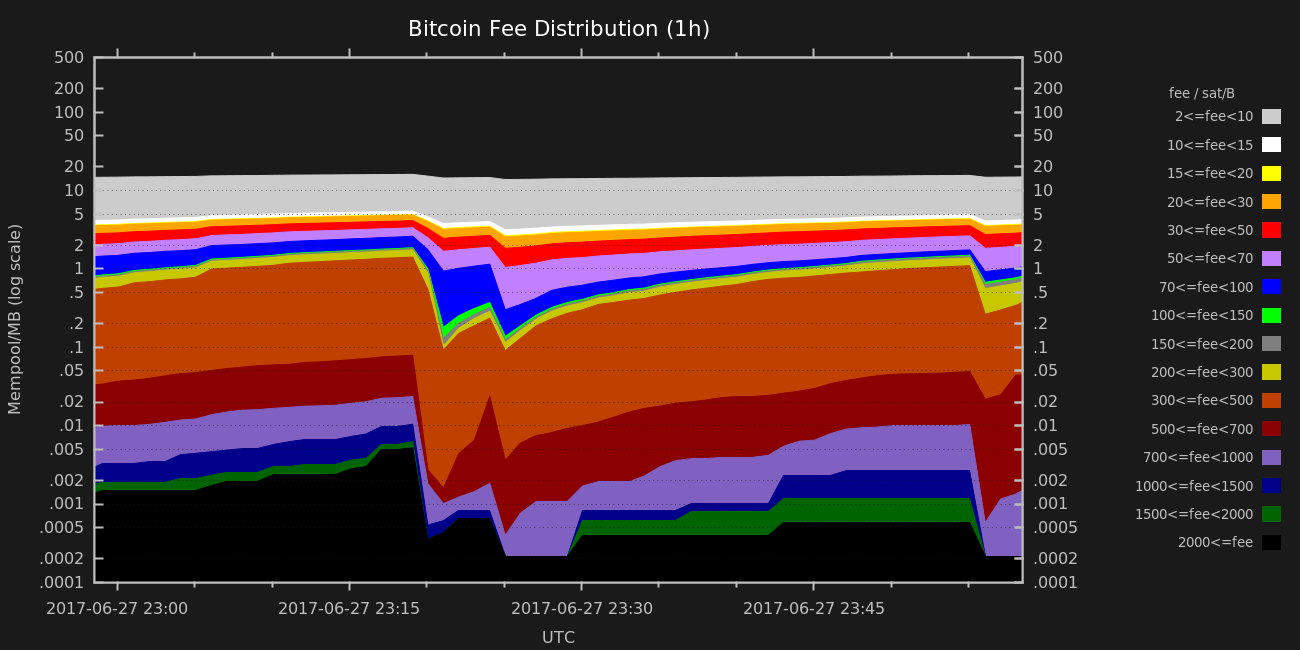 Bitcoin Fee Distribution (1h)
500 500
200 200
100 100
50 50
20 20
10 10
5 5
2 2
1 1
.5 .5
.2 .2
.1 .1
.05 .05
.02 .02
.01 .01
.005 .005
.002 .002
.001 .001
.0005 .0005
.0002 .0002
.0001 .0001
Mempool/MB (log scale)
2017-06-27 23:00 2017-06-27 23:15 2017-06-27 23:30 2017-06-27 23:45
UTC
fee / sat/B
2<=fee<10
10<=fee<15
15<=fee<20
20<=fee<30
30<=fee<50
50<=fee<70
70<=fee<100
100<=fee<150
150<=fee<200
200<=fee<300
300<=fee<500
500<=fee<700
700<=fee<1000
1000<=fee<1500
1500<=fee<2000
2000<=fee